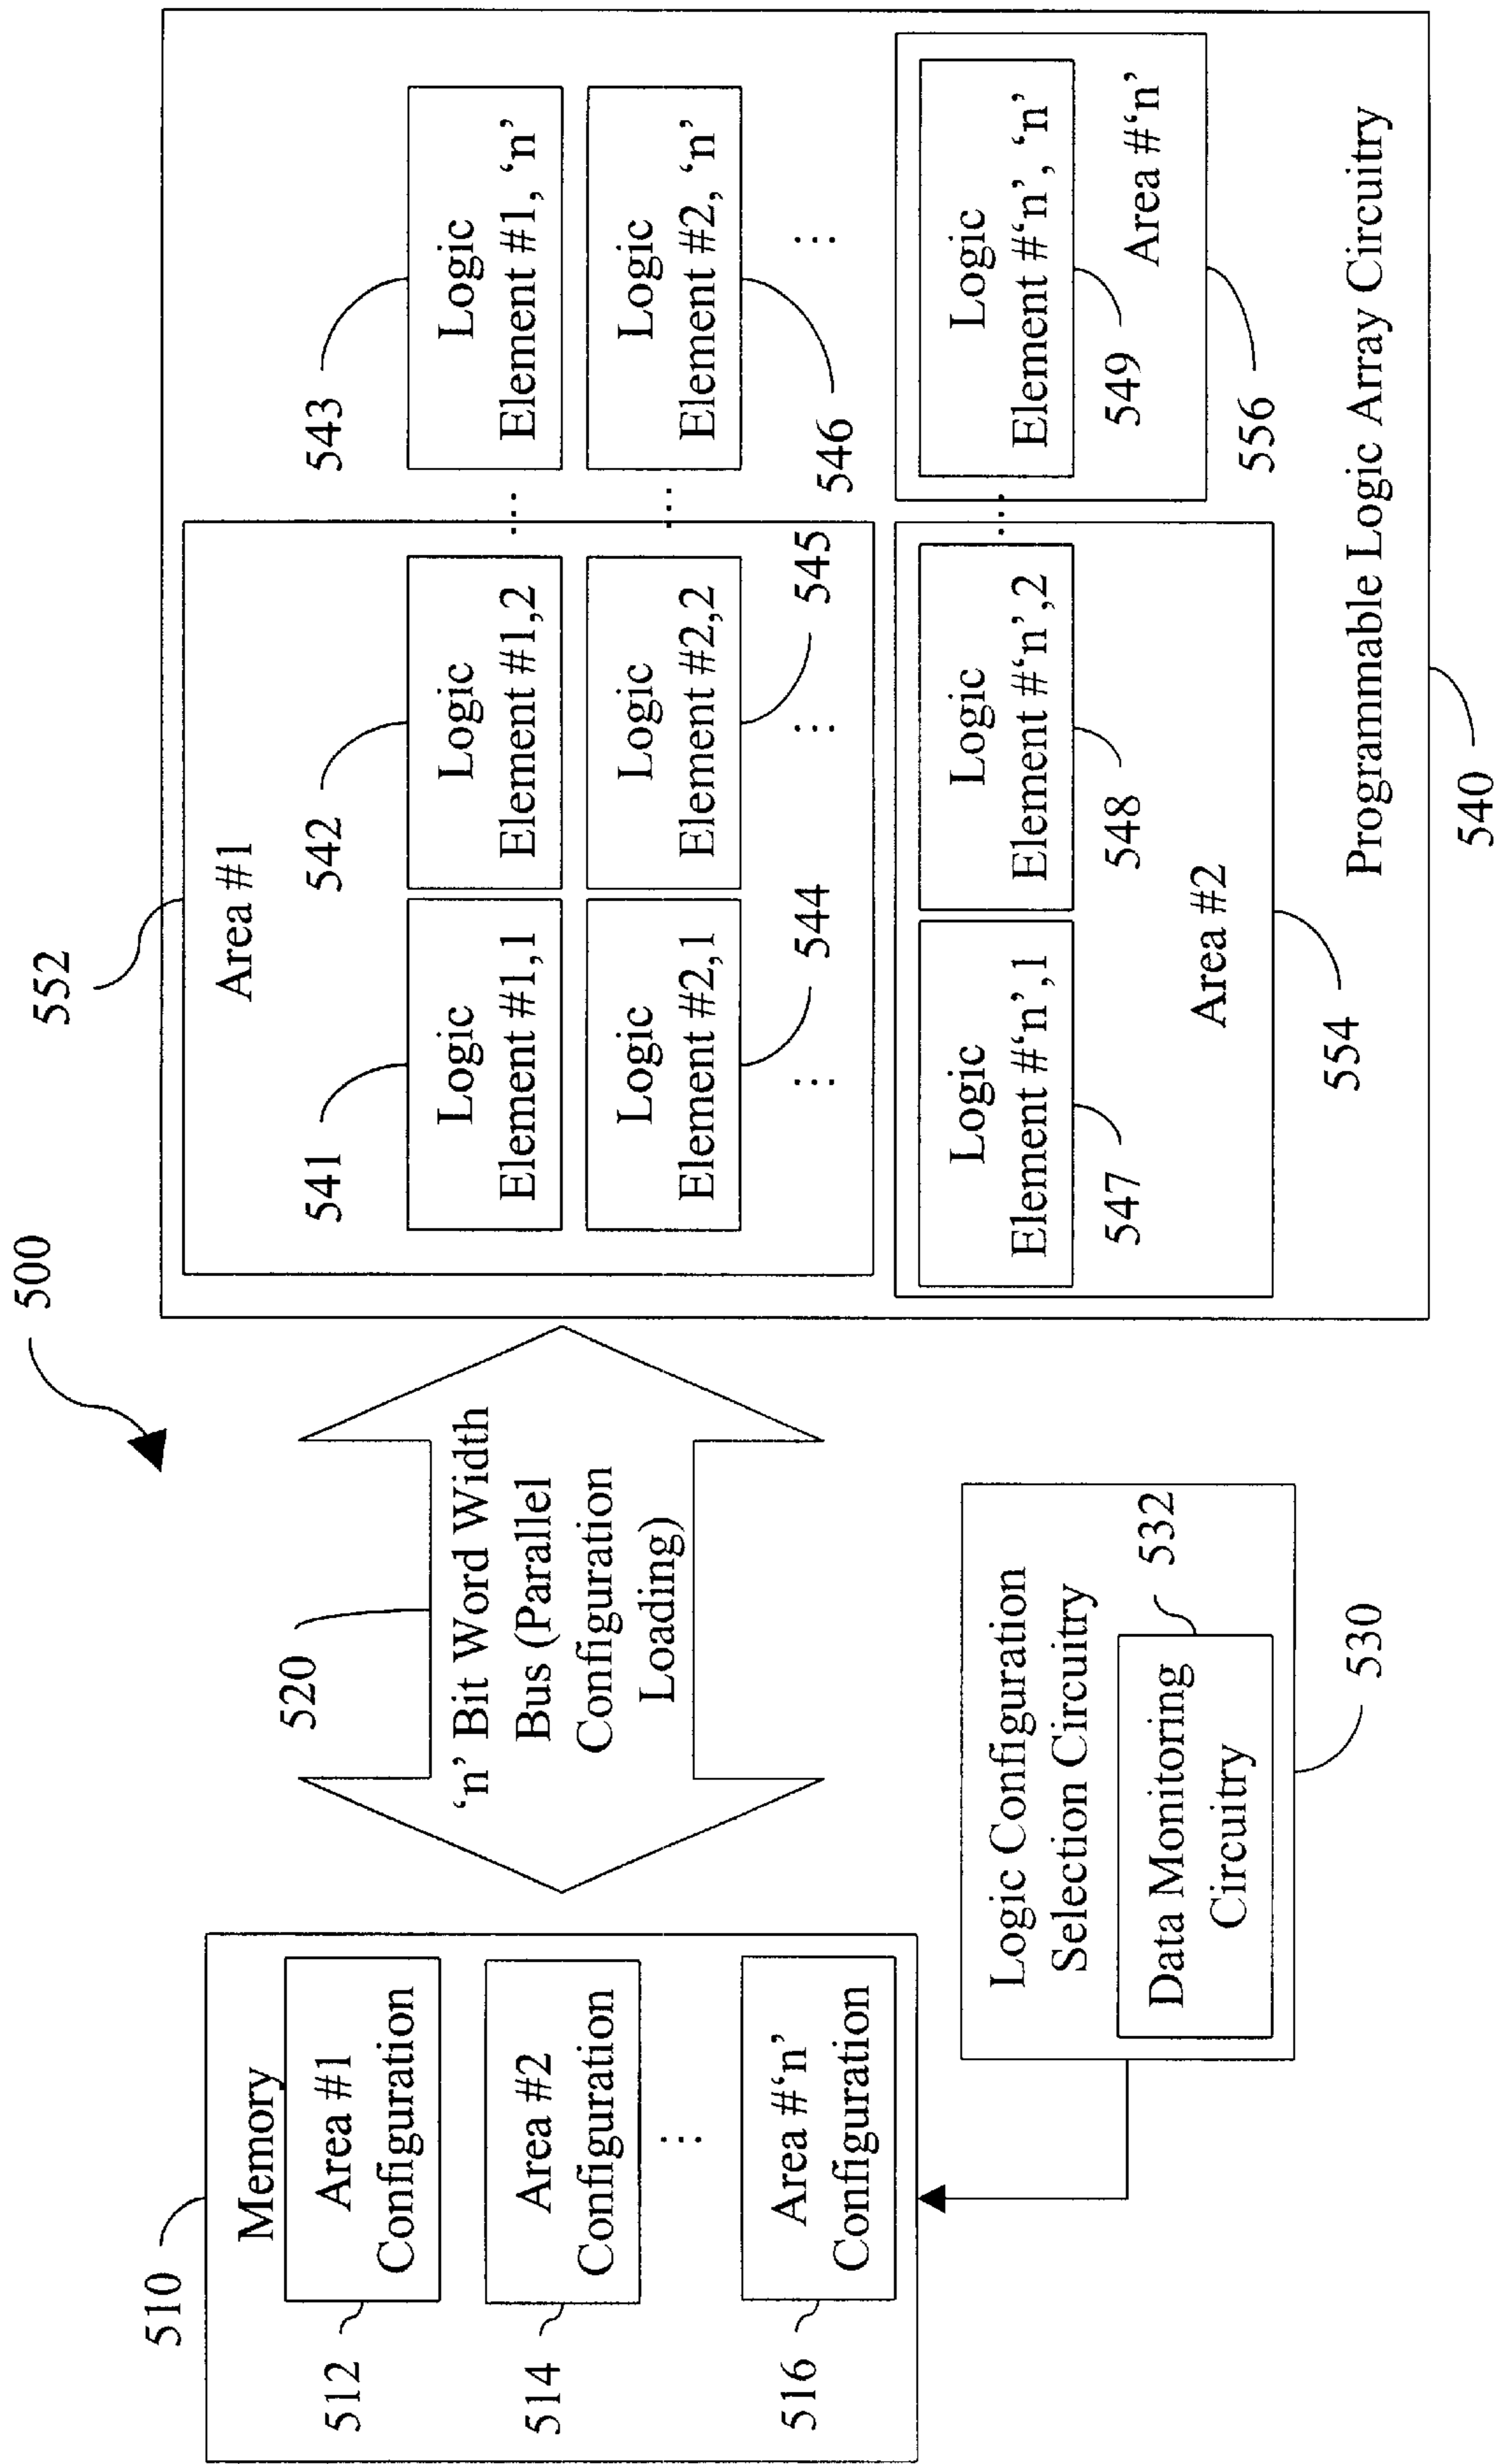 500
510
Memory
512
Area #1
Configuration
514
Area #2
Configuration
⋮
516
Area #‘n’
Configuration
520
‘n’ Bit Word Width
Bus (Parallel
Configuration
Loading)
Logic Configuration
Selection Circuitry
Data Monitoring
Circuitry
532
530
552
Area #1
541
Logic
Element #1,1
542
Logic
Element #1,2
...
543
Logic
Element #1, ‘n’
Logic
Element #2,1
544
Logic
Element #2,2
545
...
Logic
Element #2, ‘n’
546
⋮
⋮
⋮
Logic
Element #‘n’,1
547
Logic
Element #‘n’,2
548
...
Logic
Element #‘n’, ‘n’
549
Area #2
554
Area #‘n’
556
Programmable Logic Array Circuitry
540